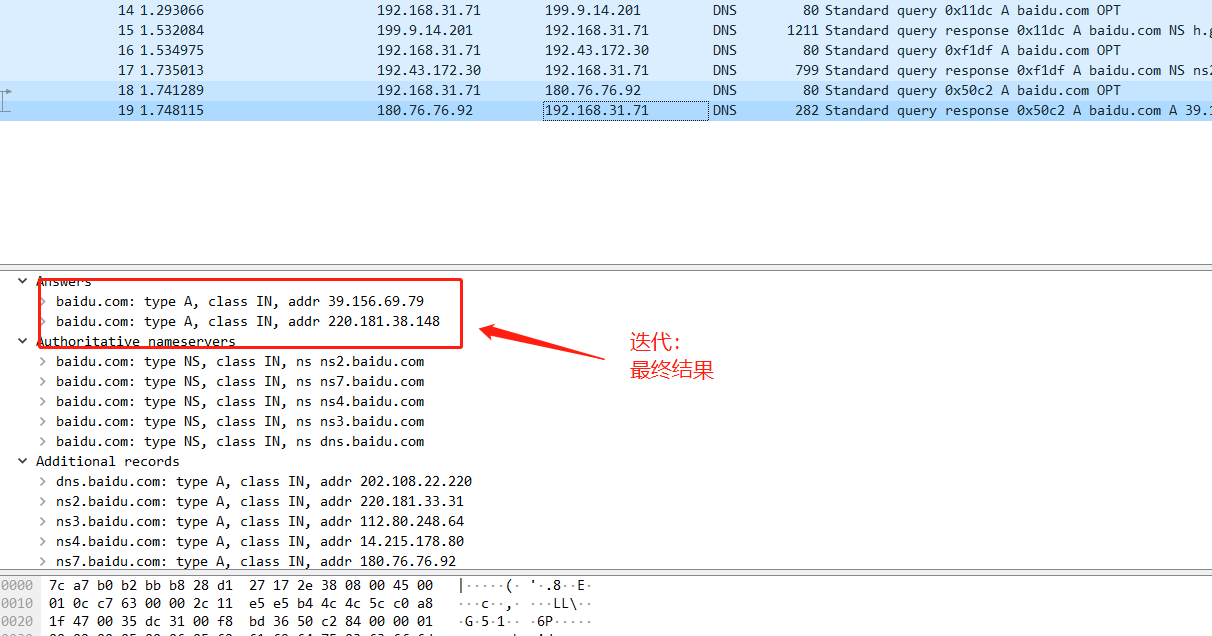 14 1.293066 192.168.31.71 199.9.14.201 DNS 80 Standard query 0x11dc A baidu.com OPT
15 1.532084 199.9.14.201 192.168.31.71 DNS 1211 Standard query response 0x11dc A baidu.com NS h.g
16 1.534975 192.168.31.71 192.43.172.30 DNS 80 Standard query 0xf1df A baidu.com OPT
17 1.735013 192.43.172.30 192.168.31.71 DNS 799 Standard query response 0xf1df A baidu.com NS ns2
18 1.741289 192.168.31.71 180.76.76.92 DNS 80 Standard query 0x50c2 A baidu.com OPT
19 1.748115 180.76.76.92 192.168.31.71 DNS 282 Standard query response 0x50c2 A baidu.com A 39.1
Answers
baidu.com: type A, class IN, addr 39.156.69.79
baidu.com: type A, class IN, addr 220.181.38.148
迭代：
最终结果
Authoritative nameservers
baidu.com: type NS, class IN, ns ns2.baidu.com
baidu.com: type NS, class IN, ns ns7.baidu.com
baidu.com: type NS, class IN, ns ns4.baidu.com
baidu.com: type NS, class IN, ns ns3.baidu.com
baidu.com: type NS, class IN, ns dns.baidu.com
Additional records
dns.baidu.com: type A, class IN, addr 202.108.22.220
ns2.baidu.com: type A, class IN, addr 220.181.33.31
ns3.baidu.com: type A, class IN, addr 112.80.248.64
ns4.baidu.com: type A, class IN, addr 14.215.178.80
ns7.baidu.com: type A, class IN, addr 180.76.76.92
0000 7c a7 b0 b2 bb b8 28 d1 27 17 2e 38 08 00 45 00 |·····(· '·.8··E·
0010 01 0c c7 63 00 00 2c 11 e5 e5 b4 4c 4c 5c c0 a8 ···c··,· ···LL\··
0020 1f 47 00 35 dc 31 00 f8 bd 36 50 c2 84 00 00 01 ·G·5·1·· ·6P·····